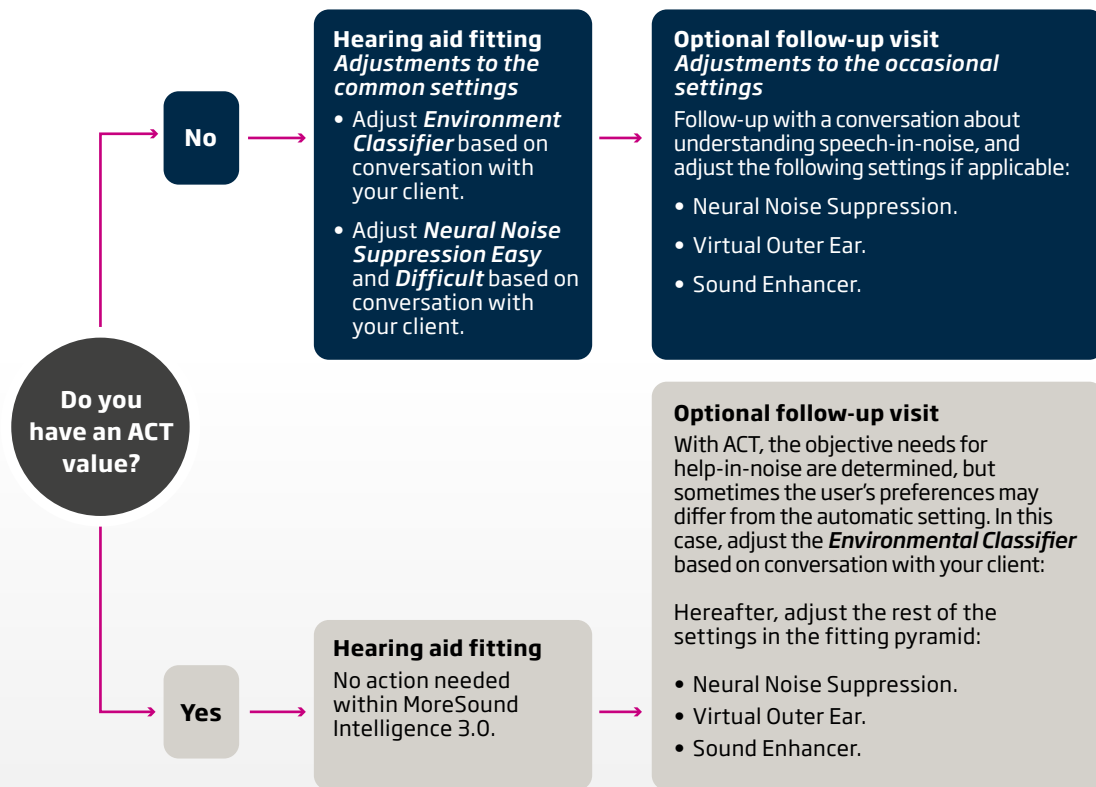 Do you
have an ACT
value?
No
Hearing aid fitting
Adjustments to the
common settings
• Adjust Environment
Classifier based on
conversation with
your client.
• Adjust Neural Noise
Suppression Easy
and Difficult based on
conversation with
your client.
Optional follow-up visit
Adjustments to the occasional
settings
Follow-up with a conversation about
understanding speech-in-noise, and
adjust the following settings if applicable:
• Neural Noise Suppression.
• Virtual Outer Ear.
• Sound Enhancer.
Yes
Hearing aid fitting
No action needed
within MoreSound
Intelligence 3.0.
Optional follow-up visit
With ACT, the objective needs for
help-in-noise are determined, but
sometimes the user's preferences may
differ from the automatic setting. In this
case, adjust the Environmental Classifier
based on conversation with your client:
Hereafter, adjust the rest of the
settings in the fitting pyramid:
• Neural Noise Suppression.
• Virtual Outer Ear.
• Sound Enhancer.